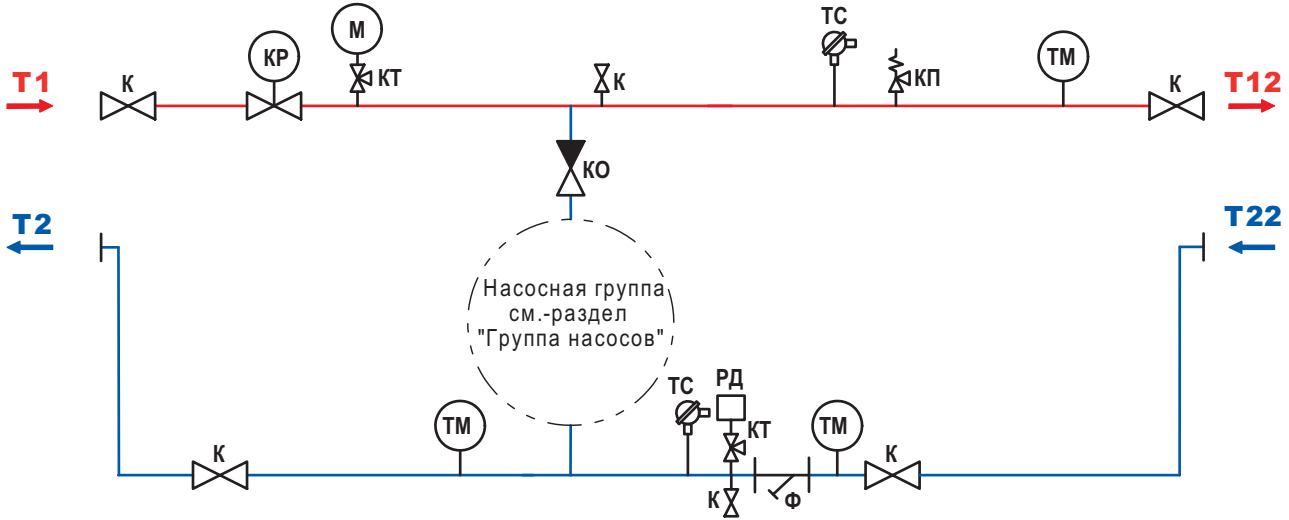 М
ТС
КР
ТМ
Т1
К
КТ
К
КП
К
Т12
КО
Т2
Т22
Насосная группа
см.-раздел
"Группа насосов"
ТС
РД
ТМ
КТ
ТМ
К
К
К
Ф